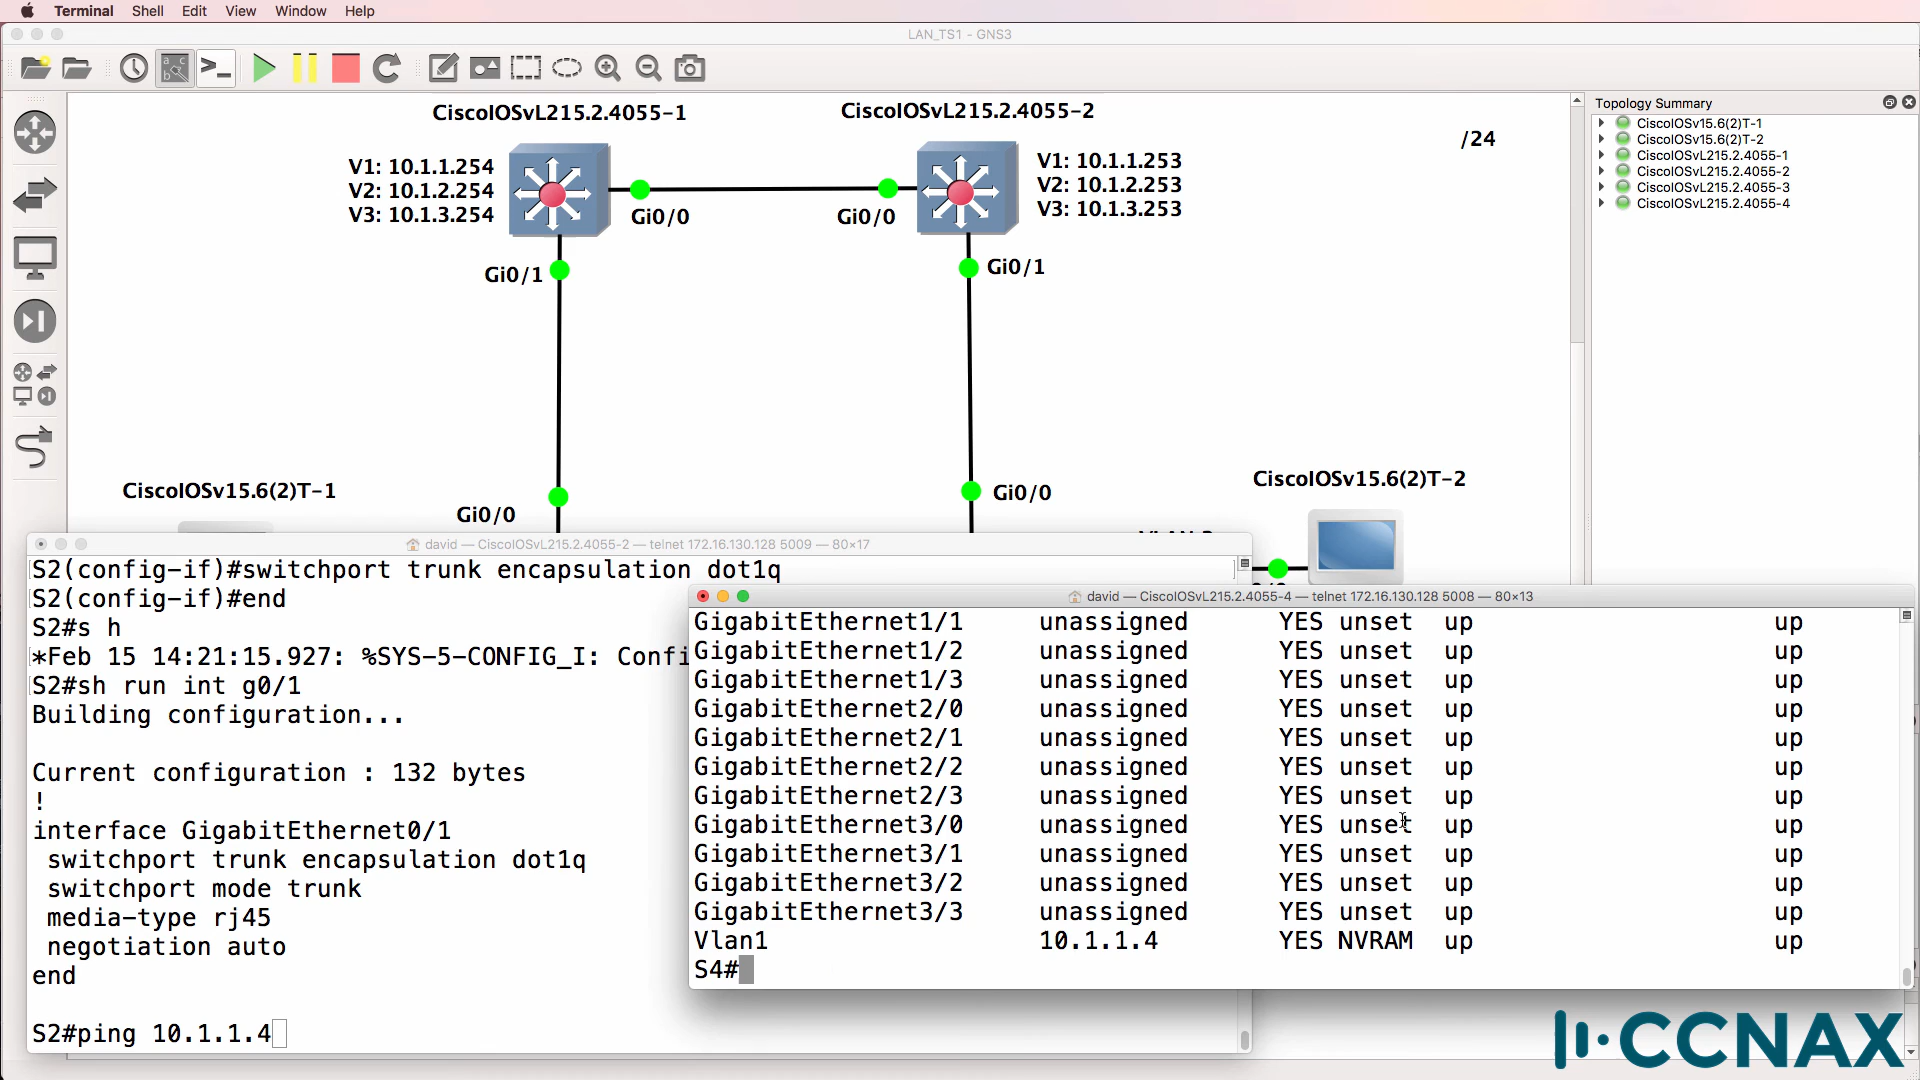 Terminal Shell Edit View Window Help
LAN_TS1 - GNS3
CiscoIOSvL215.2.4055-1
CiscoIOSvL215.2.4055-2
/24
V1: 10.1.1.254
V2: 10.1.2.254
V3: 10.1.3.254
V1: 10.1.1.253
V2: 10.1.2.253
V3: 10.1.3.253
Gi0/0
Gi0/0
Gi0/1
Gi0/1
Topology Summary
CiscoIOSv15.6(2)T-1
CiscoIOSv15.6(2)T-2
CiscoIOSvL215.2.4055-1
CiscoIOSvL215.2.4055-2
CiscoIOSvL215.2.4055-3
CiscoIOSvL215.2.4055-4
CiscoIOSv15.6(2)T-1
Gi0/0
Gi0/0
CiscoIOSv15.6(2)T-2
david — CiscoIOSvL215.2.4055-2 — telnet 172.16.130.128 5009 — 80×17
S2(config-if)#switchport trunk encapsulation dot1q
S2(config-if)#end
S2#s h
*Feb 15 14:21:15.927: %SYS-5-CONFIG_I: Confi
S2#sh run int g0/1
Building configuration...
Current configuration : 132 bytes
!
interface GigabitEthernet0/1
 switchport trunk encapsulation dot1q
 switchport mode trunk
 media-type rj45
 negotiation auto
end
S2#ping 10.1.1.4
david — CiscoIOSvL215.2.4055-4 — telnet 172.16.130.128 5008 — 80×13
GigabitEthernet1/1 unassigned YES unset up up
GigabitEthernet1/2 unassigned YES unset up up
GigabitEthernet1/3 unassigned YES unset up up
GigabitEthernet2/0 unassigned YES unset up up
GigabitEthernet2/1 unassigned YES unset up up
GigabitEthernet2/2 unassigned YES unset up up
GigabitEthernet2/3 unassigned YES unset up up
GigabitEthernet3/0 unassigned YES unset up up
GigabitEthernet3/1 unassigned YES unset up up
GigabitEthernet3/2 unassigned YES unset up up
GigabitEthernet3/3 unassigned YES unset up up
Vlan1 10.1.1.4 YES NVRAM up up
S4#
CCNAX